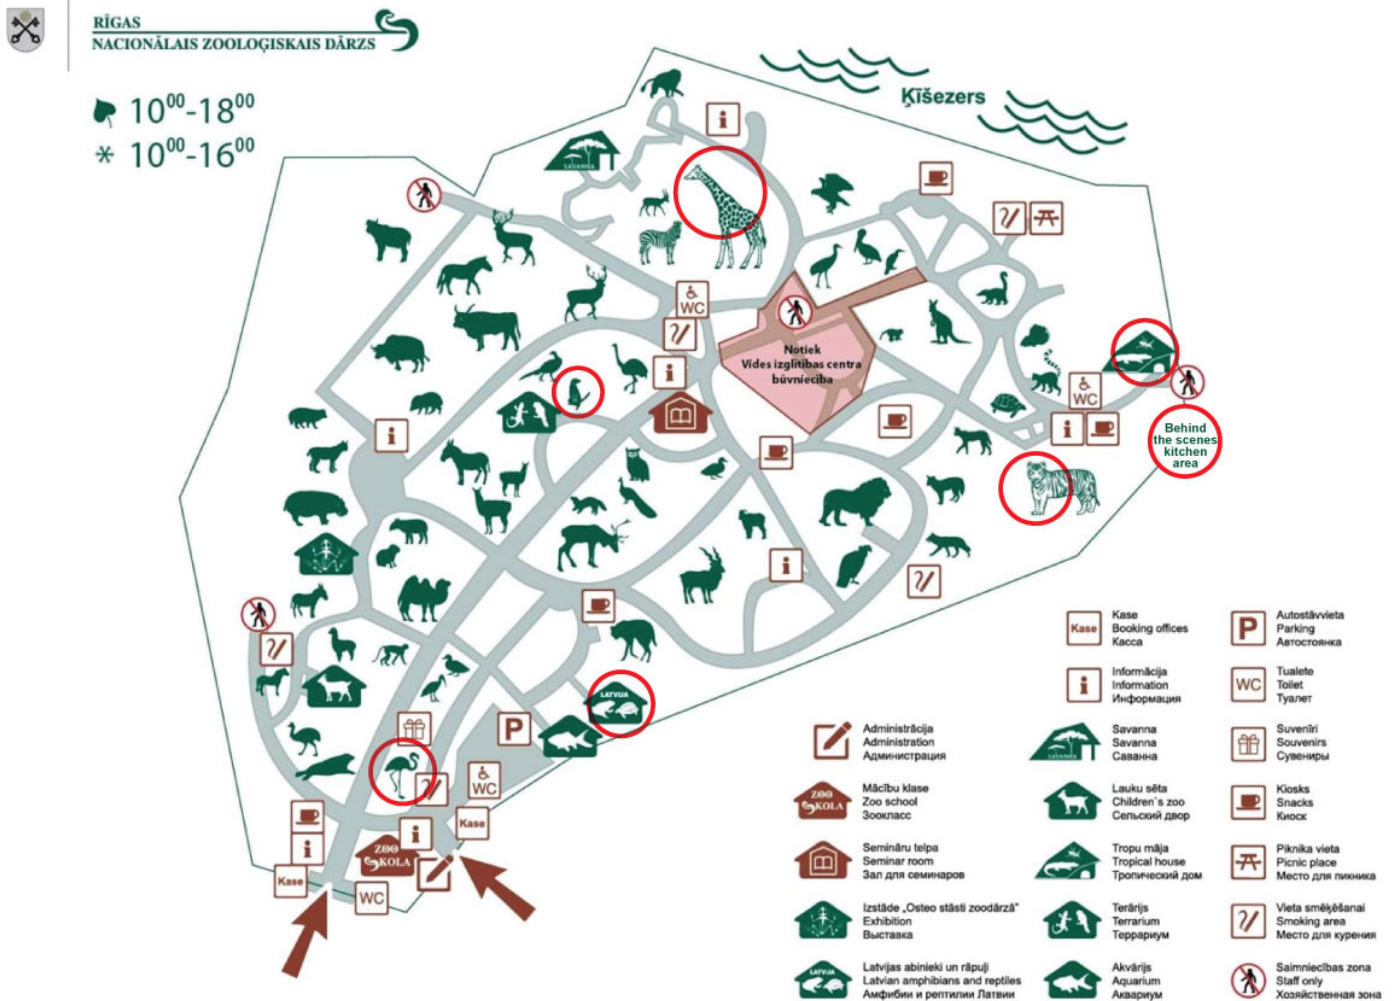 RĪGAS
NACIONĀLAIS ZOOLOĢISKAIS DĀRZS
10⁰⁰-18⁰⁰
10⁰⁰-16⁰⁰
Ķīšezers
i
SAVANNA
WC
Notiek
Vides izglītības centra
būvniecība
i
i
WC
i
Behind
the scenes
kitchen
area
i
LATVIJA
P
WC
Kase
i
i
ZOO
SKOLA
Kase
WC
Kase
Kase
Booking offices
Касса
P
Autostāvvieta
Parking
Автостоянка
i
Informācija
Information
Информация
WC
Tualete
Toilet
Туалет
Administrācija
Administration
Администрация
SAVANNA
Savanna
Savanna
Саванна
Suvenīri
Souvenirs
Сувениры
ZOO
SKOLA
Mācību klase
Zoo school
Зоокласс
Lauku sēta
Children`s zoo
Сельский двор
Kiosks
Snacks
Киоск
Semināru telpa
Seminar room
Зал для семинаров
Tropu māja
Tropical house
Тропический дом
Piknika vieta
Picnic place
Место для пикника
Izstāde „Osteo stāsti zoodārzā"
Exhibition
Выставка
Terārijs
Terrarium
Террариум
Vieta smēķēšanai
Smoking area
Место для курения
LATVIJA
Latvijas abinieki un rāpuļi
Latvian amphibians and reptiles
Амфибии и рептилии Латвии
Akvārijs
Aquarium
Аквариум
Saimniecības zona
Staff only
Хозяйственная зона